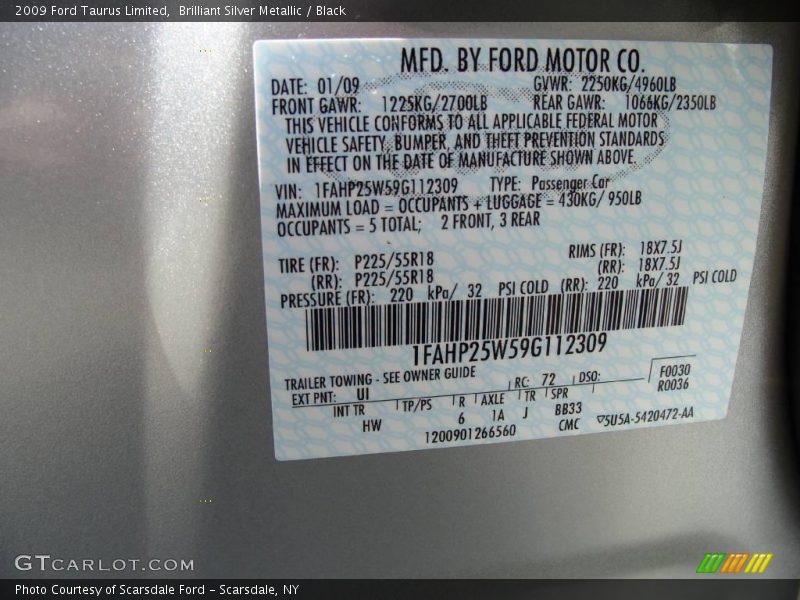 2009 Ford Taurus Limited,  Brilliant Silver Metallic / Black
MFD. BY FORD MOTOR CO.
DATE: 01/09 GVWR: 2250KG/4960LB
FRONT GAWR: 1225KG/2700LB REAR GAWR: 1066KG/2350LB
THIS VEHICLE CONFORMS TO ALL APPLICABLE FEDERAL MOTOR
VEHICLE SAFETY, BUMPER, AND THEFT PREVENTION STANDARDS
IN EFFECT ON THE DATE OF MANUFACTURE SHOWN ABOVE.
VIN: 1FAHP25W59G112309 TYPE: Passenger Car
MAXIMUM LOAD = OCCUPANTS + LUGGAGE = 430KG/ 950LB
OCCUPANTS = 5 TOTAL; 2 FRONT, 3 REAR
TIRE (FR): P225/55R18 RIMS (FR): 18X7.5J
(RR): P225/55R18 (RR): 18X7.5J
PRESSURE (FR): 220 kPa/ 32 PSI COLD (RR): 220 kPa/ 32 PSI COLD
1FAHP25W59G112309
TRAILER TOWING - SEE OWNER GUIDE
EXT PNT: UI RC: 72 DSO: F0030
R0036
INT TR TP/PS R AXLE TR SPR
HW 6 1A J BB33
1200901266560 CMC ▽5U5A-5420472-AA
GTCARLOT.COM
Photo Courtesy of Scarsdale Ford – Scarsdale, NY